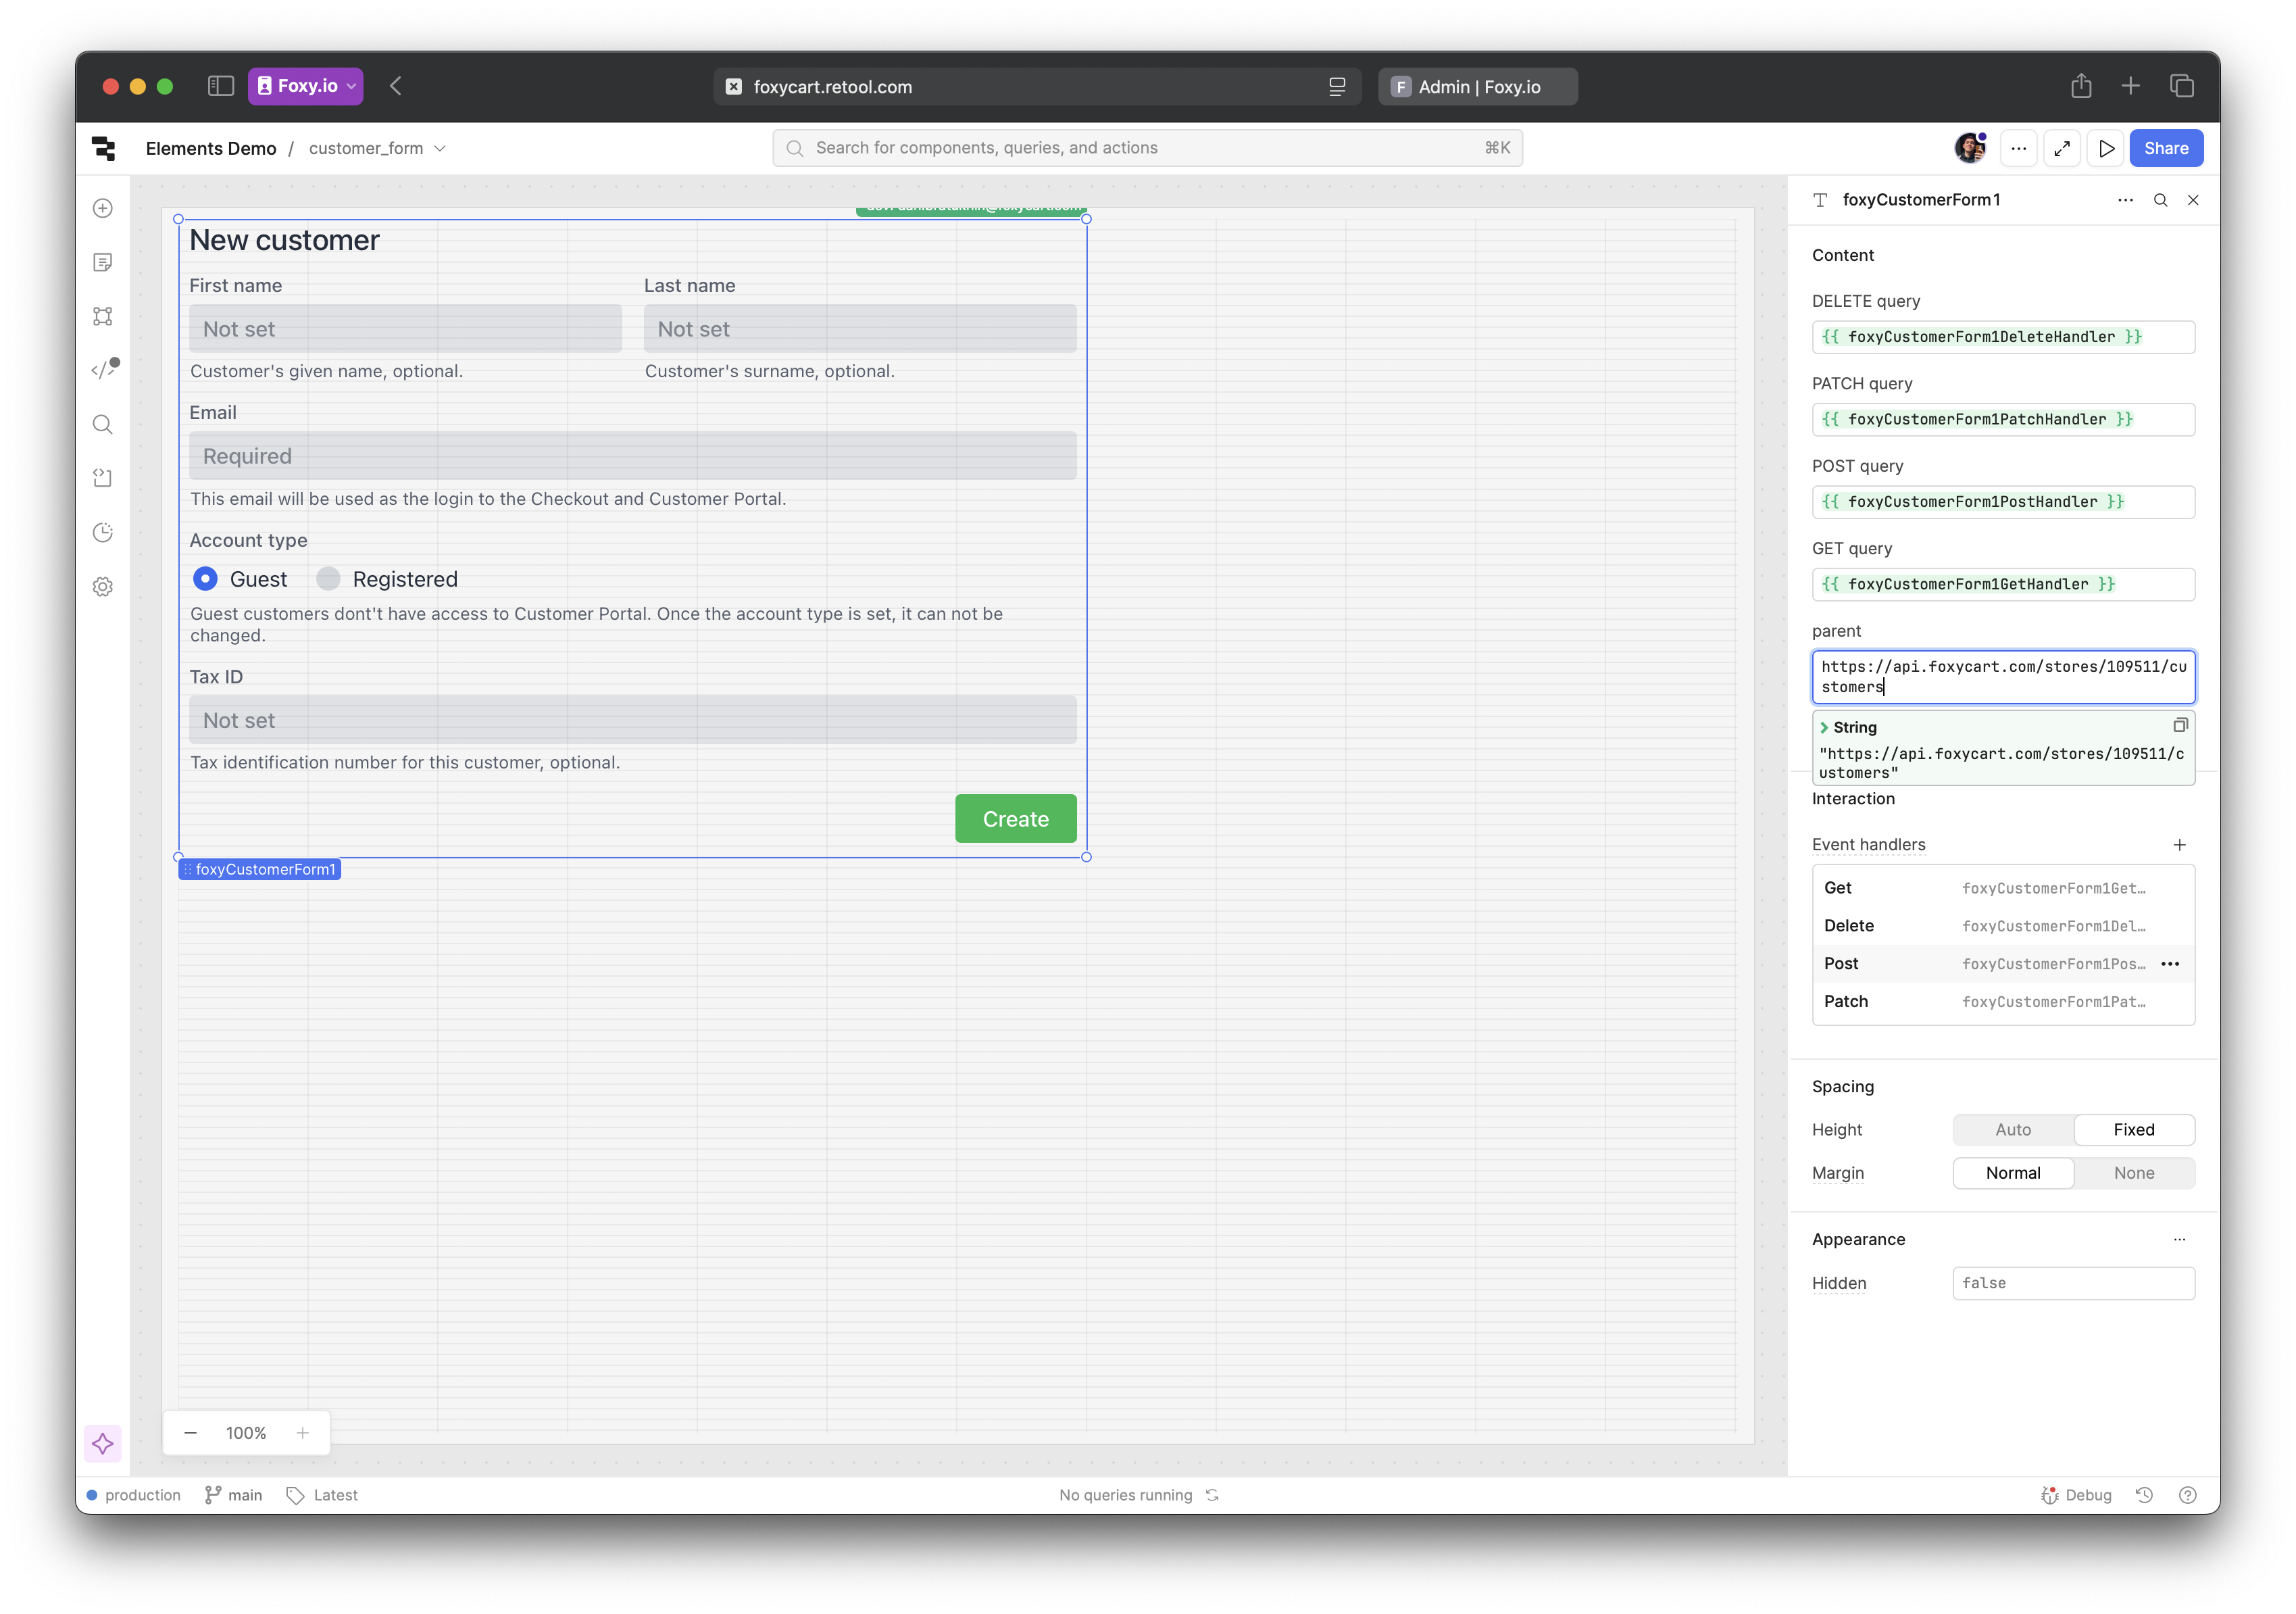 Foxy.io
foxycart.retool.com
F
Admin | Foxy.io
Elements Demo / customer_form
Search for components, queries, and actions
⌘K
Share
New customer
First name
Last name
Not set
Not set
Customer's given name, optional.
Customer's surname, optional.
Email
Required
This email will be used as the login to the Checkout and Customer Portal.
Account type
Guest
Registered
Guest customers dont't have access to Customer Portal. Once the account type is set, it can not be
changed.
Tax ID
Not set
Tax identification number for this customer, optional.
Create
foxyCustomerForm1
foxyCustomerForm1
Content
DELETE query
{{ foxyCustomerForm1DeleteHandler }}
PATCH query
{{ foxyCustomerForm1PatchHandler }}
POST query
{{ foxyCustomerForm1PostHandler }}
GET query
{{ foxyCustomerForm1GetHandler }}
parent
https://api.foxycart.com/stores/109511/cu
stomers
String
"https://api.foxycart.com/stores/109511/c
ustomers"
Interaction
Event handlers
Get foxyCustomerForm1Get…
Delete foxyCustomerForm1Del…
Post foxyCustomerForm1Pos…
Patch foxyCustomerForm1Pat…
Spacing
Height
Auto
Fixed
Margin
Normal
None
Appearance
Hidden
false
100%
production
main
Latest
No queries running
Debug